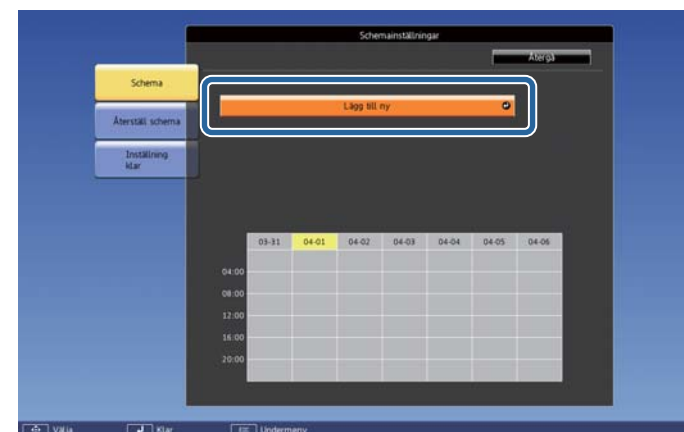 Schemainställningar
Återgå
Schema
Lägg till ny
Återställ schema
Inställning
klar
03-31 04-01 04-02 04-03 04-04 04-05 04-06
04:00
08:00
12:00
16:00
20:00
Välja Klar Undermeny